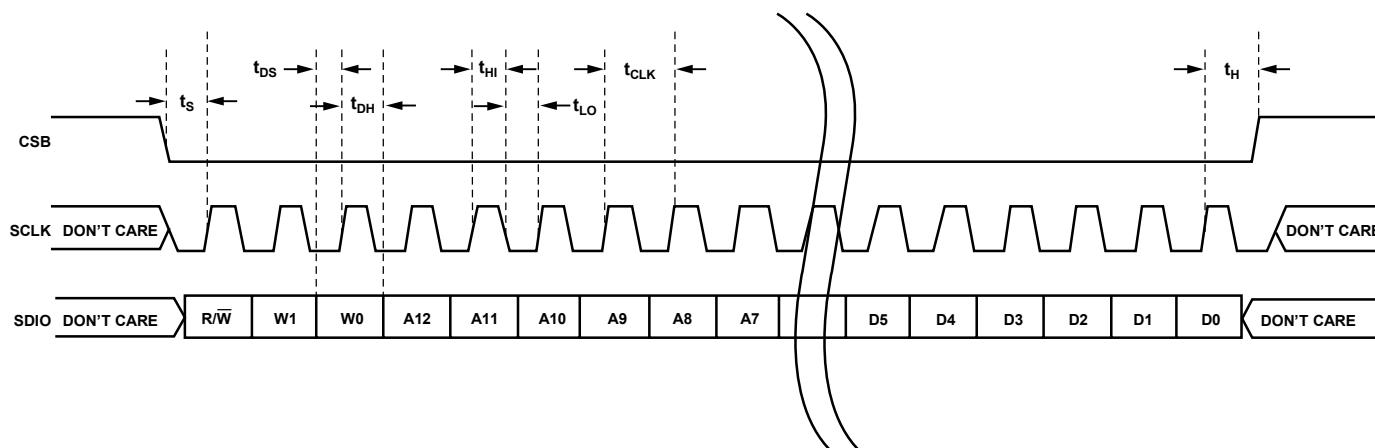 tDS
tHI
tCLK
tH
tS
tDH
tLO
CSB
SCLK DON'T CARE
DON'T CARE
SDIO DON'T CARE R/W̅ W1 W0 A12 A11 A10 A9 A8 A7 D5 D4 D3 D2 D1 D0 DON'T CARE